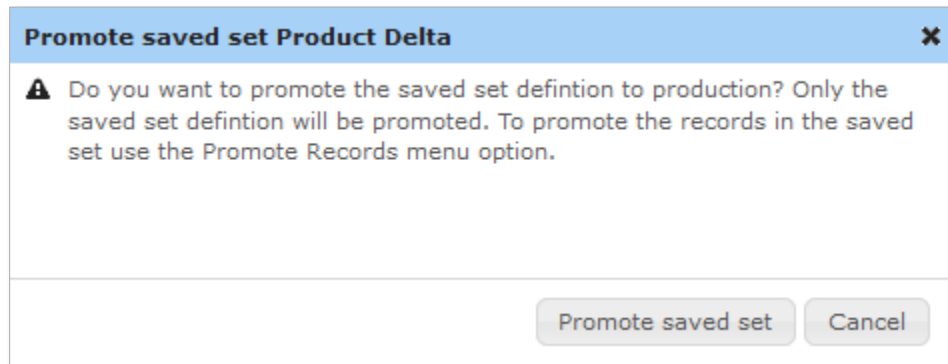 Promote saved set Product Delta
Do you want to promote the saved set defintion to production? Only the
saved set defintion will be promoted. To promote the records in the saved
set use the Promote Records menu option.
Promote saved set
Cancel